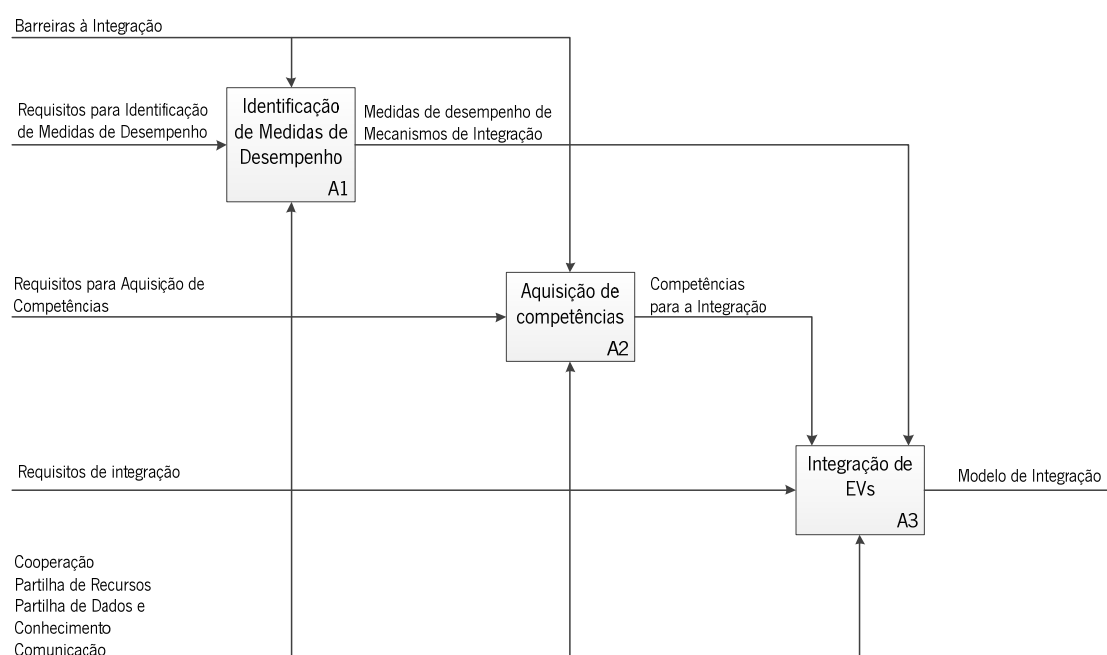 Barreiras à Integração
Requisitos para Identificação
de Medidas de Desempenho
Identificação
de Medidas de
Desempenho
A1
Medidas de desempenho de
Mecanismos de Integração
Requisitos para Aquisição de
Competências
Aquisição de
competências
A2
Competências
para a Integração
Requisitos de integração
Integração de
EVs
A3
Modelo de Integração
Cooperação
Partilha de Recursos
Partilha de Dados e
Conhecimento
Comunicação